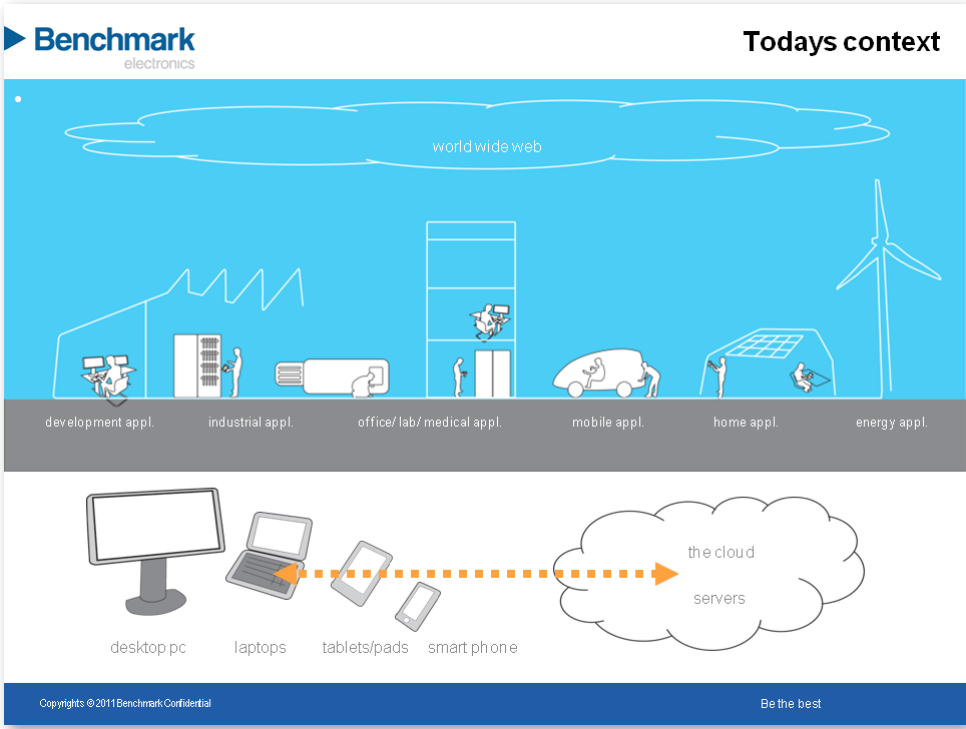 Benchmark
electronics
Todays context
world wide web
development appl.
industrial appl.
office/ lab/ medical appl.
mobile appl.
home appl.
energy appl.
the cloud
servers
desktop pc
laptops
tablets/pads
smart phone
Copyrights © 2011 Benchmark Confidential
Be the best